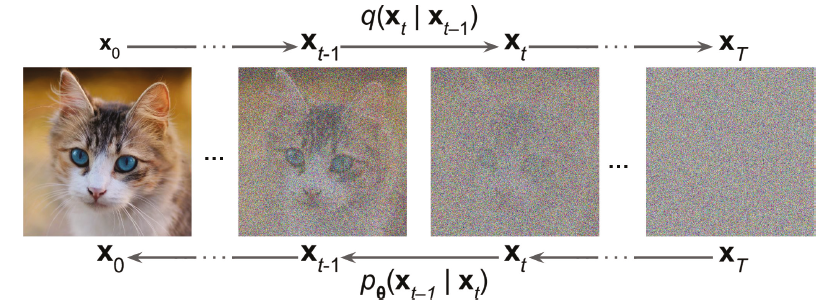 q(𝐱ₜ | 𝐱ₜ₋₁)
𝐱₀ ··· 𝐱ₜ₋₁ 𝐱ₜ ··· 𝐱_T
... ...
𝐱₀ ··· 𝐱ₜ₋₁ 𝐱ₜ ··· 𝐱_T
p_𝛉(𝐱ₜ₋₁ | 𝐱ₜ)